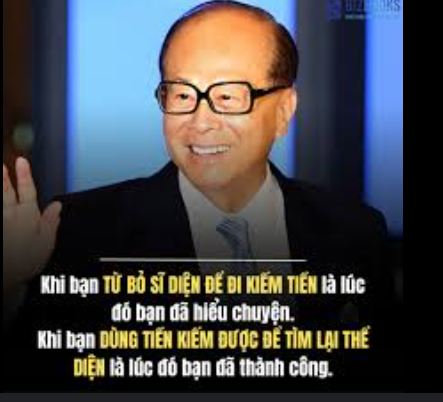 BIZBOOKS
Khi bạn TỪ BỎ SĨ DIỆN ĐỂ ĐI KIẾM TIỀN là lúc
đó bạn đã hiểu chuyện.
Khi bạn DÙNG TIỀN KIẾM ĐƯỢC ĐỂ TÌM LẠI THỂ
DIỆN là lúc đó bạn đã thành công.